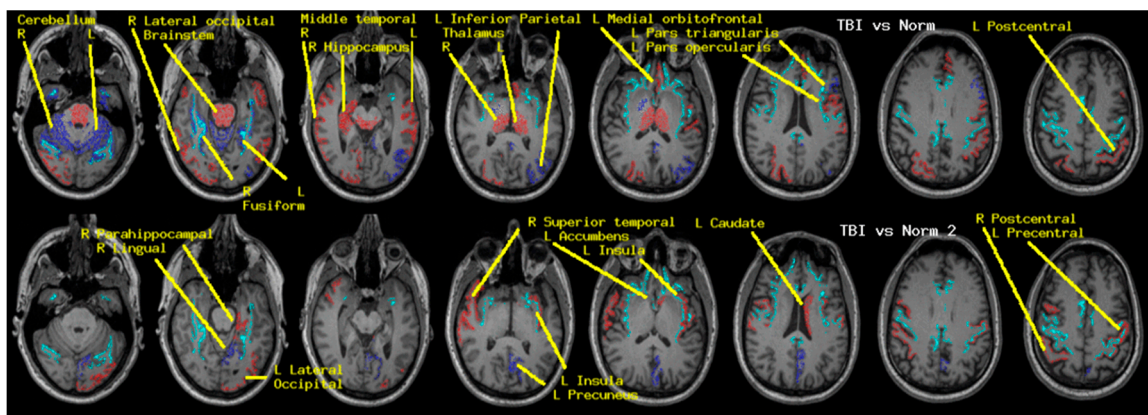 Cerebellum
R L
R Lateral occipital
Brainstem
R L
Fusiform
Middle temporal
R L
R Hippocampus
L Inferior Parietal
Thalamus
R L
L Medial orbitofrontal
L Pars triangularis
L Pars opercularis
TBI vs Norm
L Postcentral
R Parahippocampal
R Lingual
L Lateral
Occipital
R Superior temporal
L Accumbens
L Insula
L Insula
L Precuneus
L Caudate
TBI vs Norm 2
R Postcentral
L Precentral